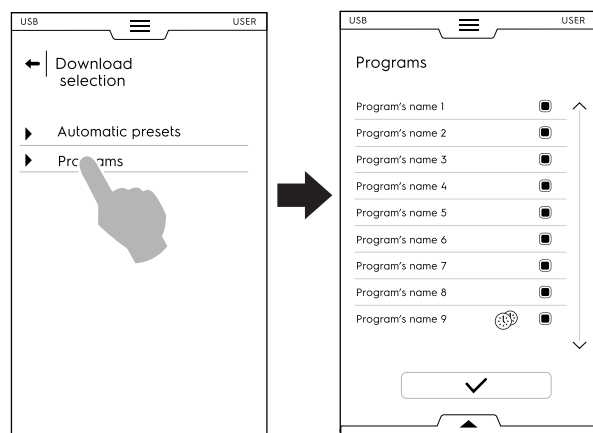 USB USER
Download
selection
Automatic presets
Programs
USB USER
Programs
Program's name 1
Program's name 2
Program's name 3
Program's name 4
Program's name 5
Program's name 6
Program's name 7
Program's name 8
Program's name 9